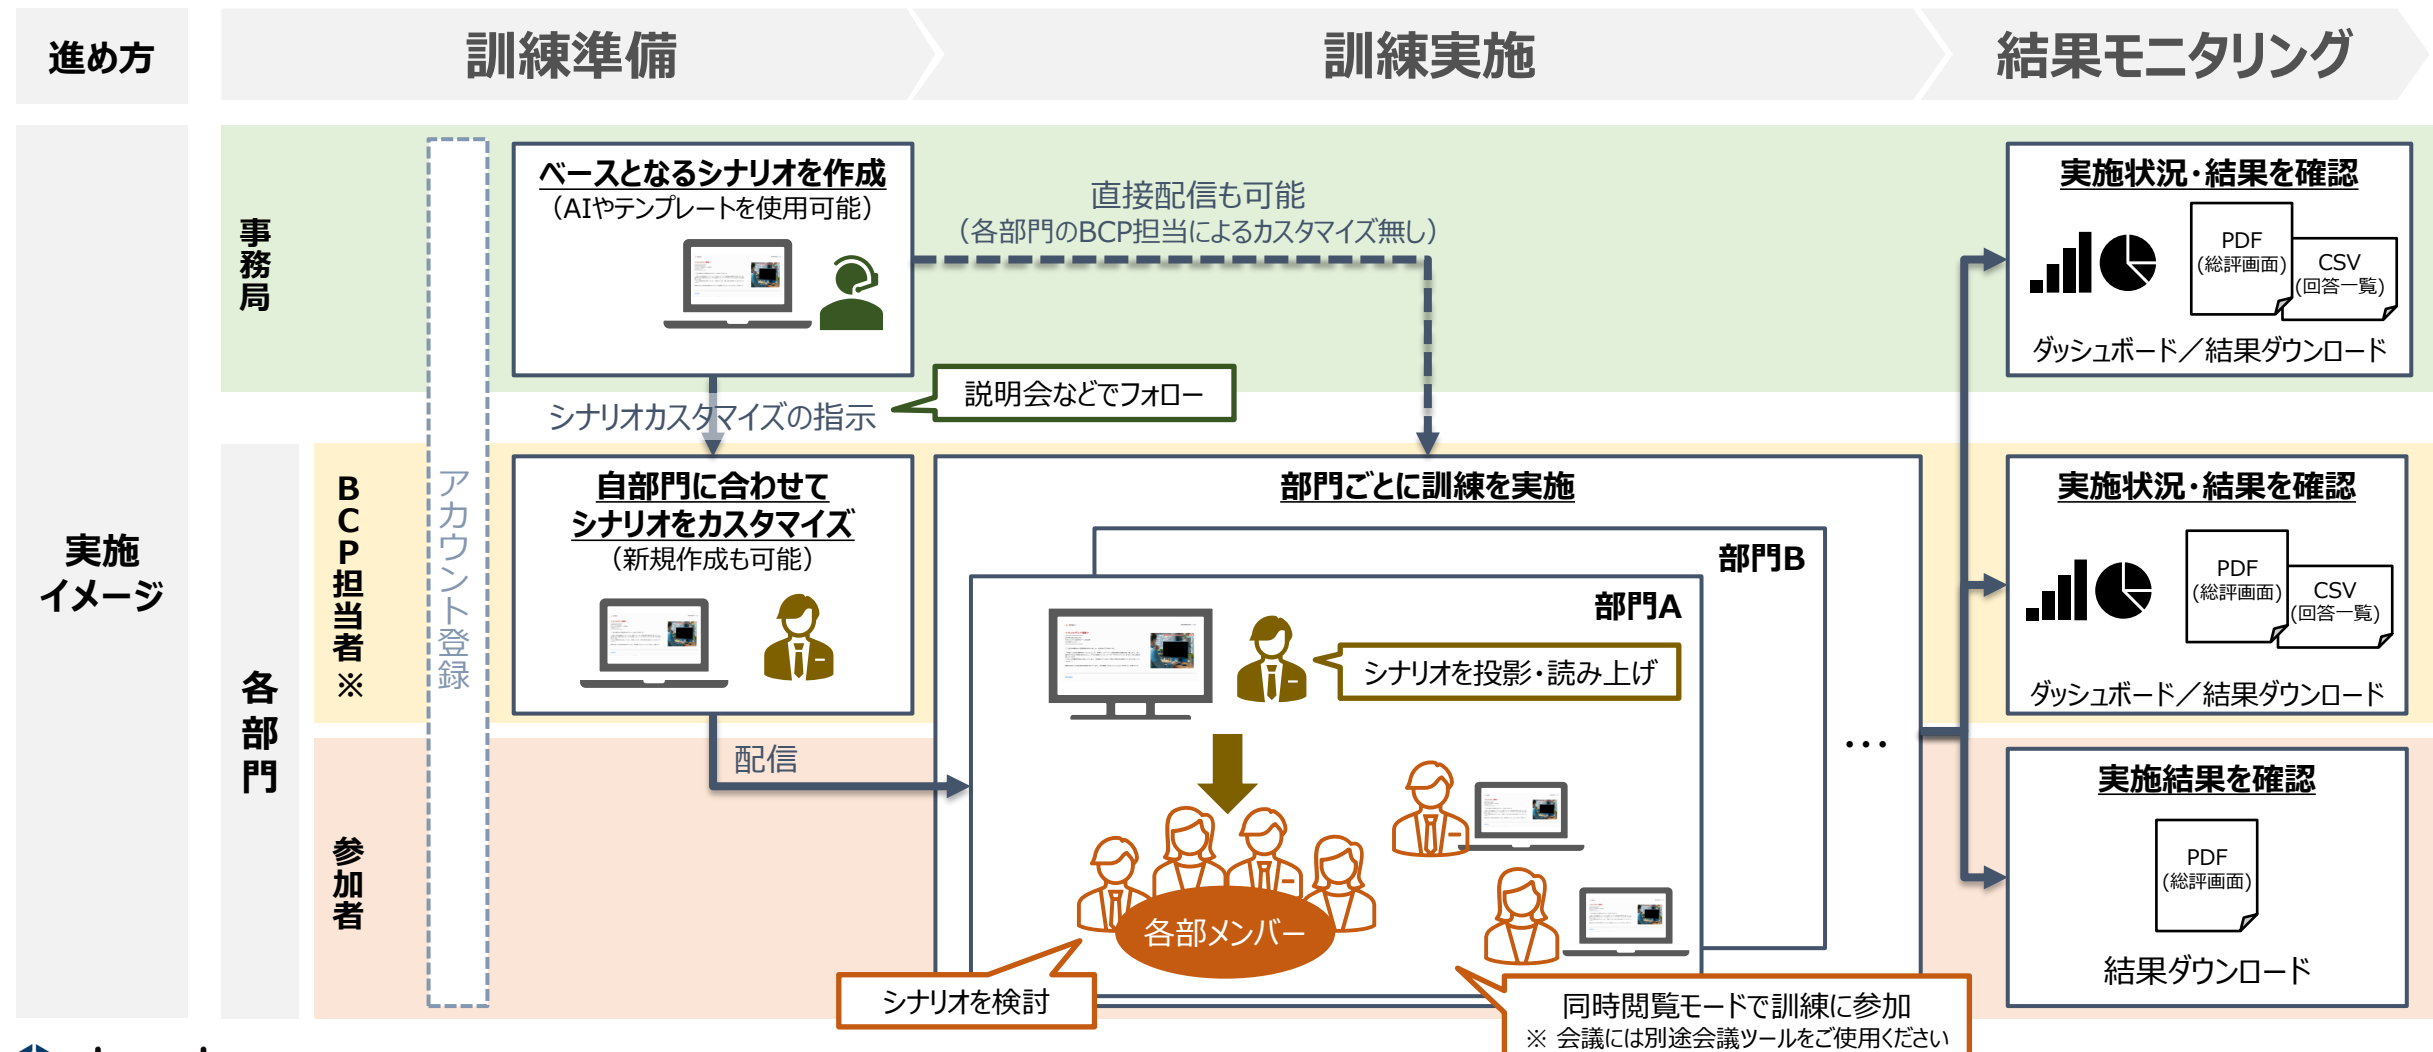 進め方
訓練準備
訓練実施
結果モニタリング
実施
イメージ
事務局
各部門
BCP担当者※
参加者
アカウント登録
ベースとなるシナリオを作成
（AIやテンプレートを使用可能）
直接配信も可能
（各部門のBCP担当によるカスタマイズ無し）
シナリオカスタマイズの指示
説明会などでフォロー
自部門に合わせて
シナリオをカスタマイズ
（新規作成も可能）
配信
部門ごとに訓練を実施
部門B
部門A
シナリオを投影・読み上げ
各部メンバー
シナリオを検討
同時閲覧モードで訓練に参加
※ 会議には別途会議ツールをご使用ください
…
実施状況・結果を確認
PDF
(総評画面)
CSV
(回答一覧)
ダッシュボード／結果ダウンロード
実施状況・結果を確認
PDF
(総評画面)
CSV
(回答一覧)
ダッシュボード／結果ダウンロード
実施結果を確認
PDF
(総評画面)
結果ダウンロード